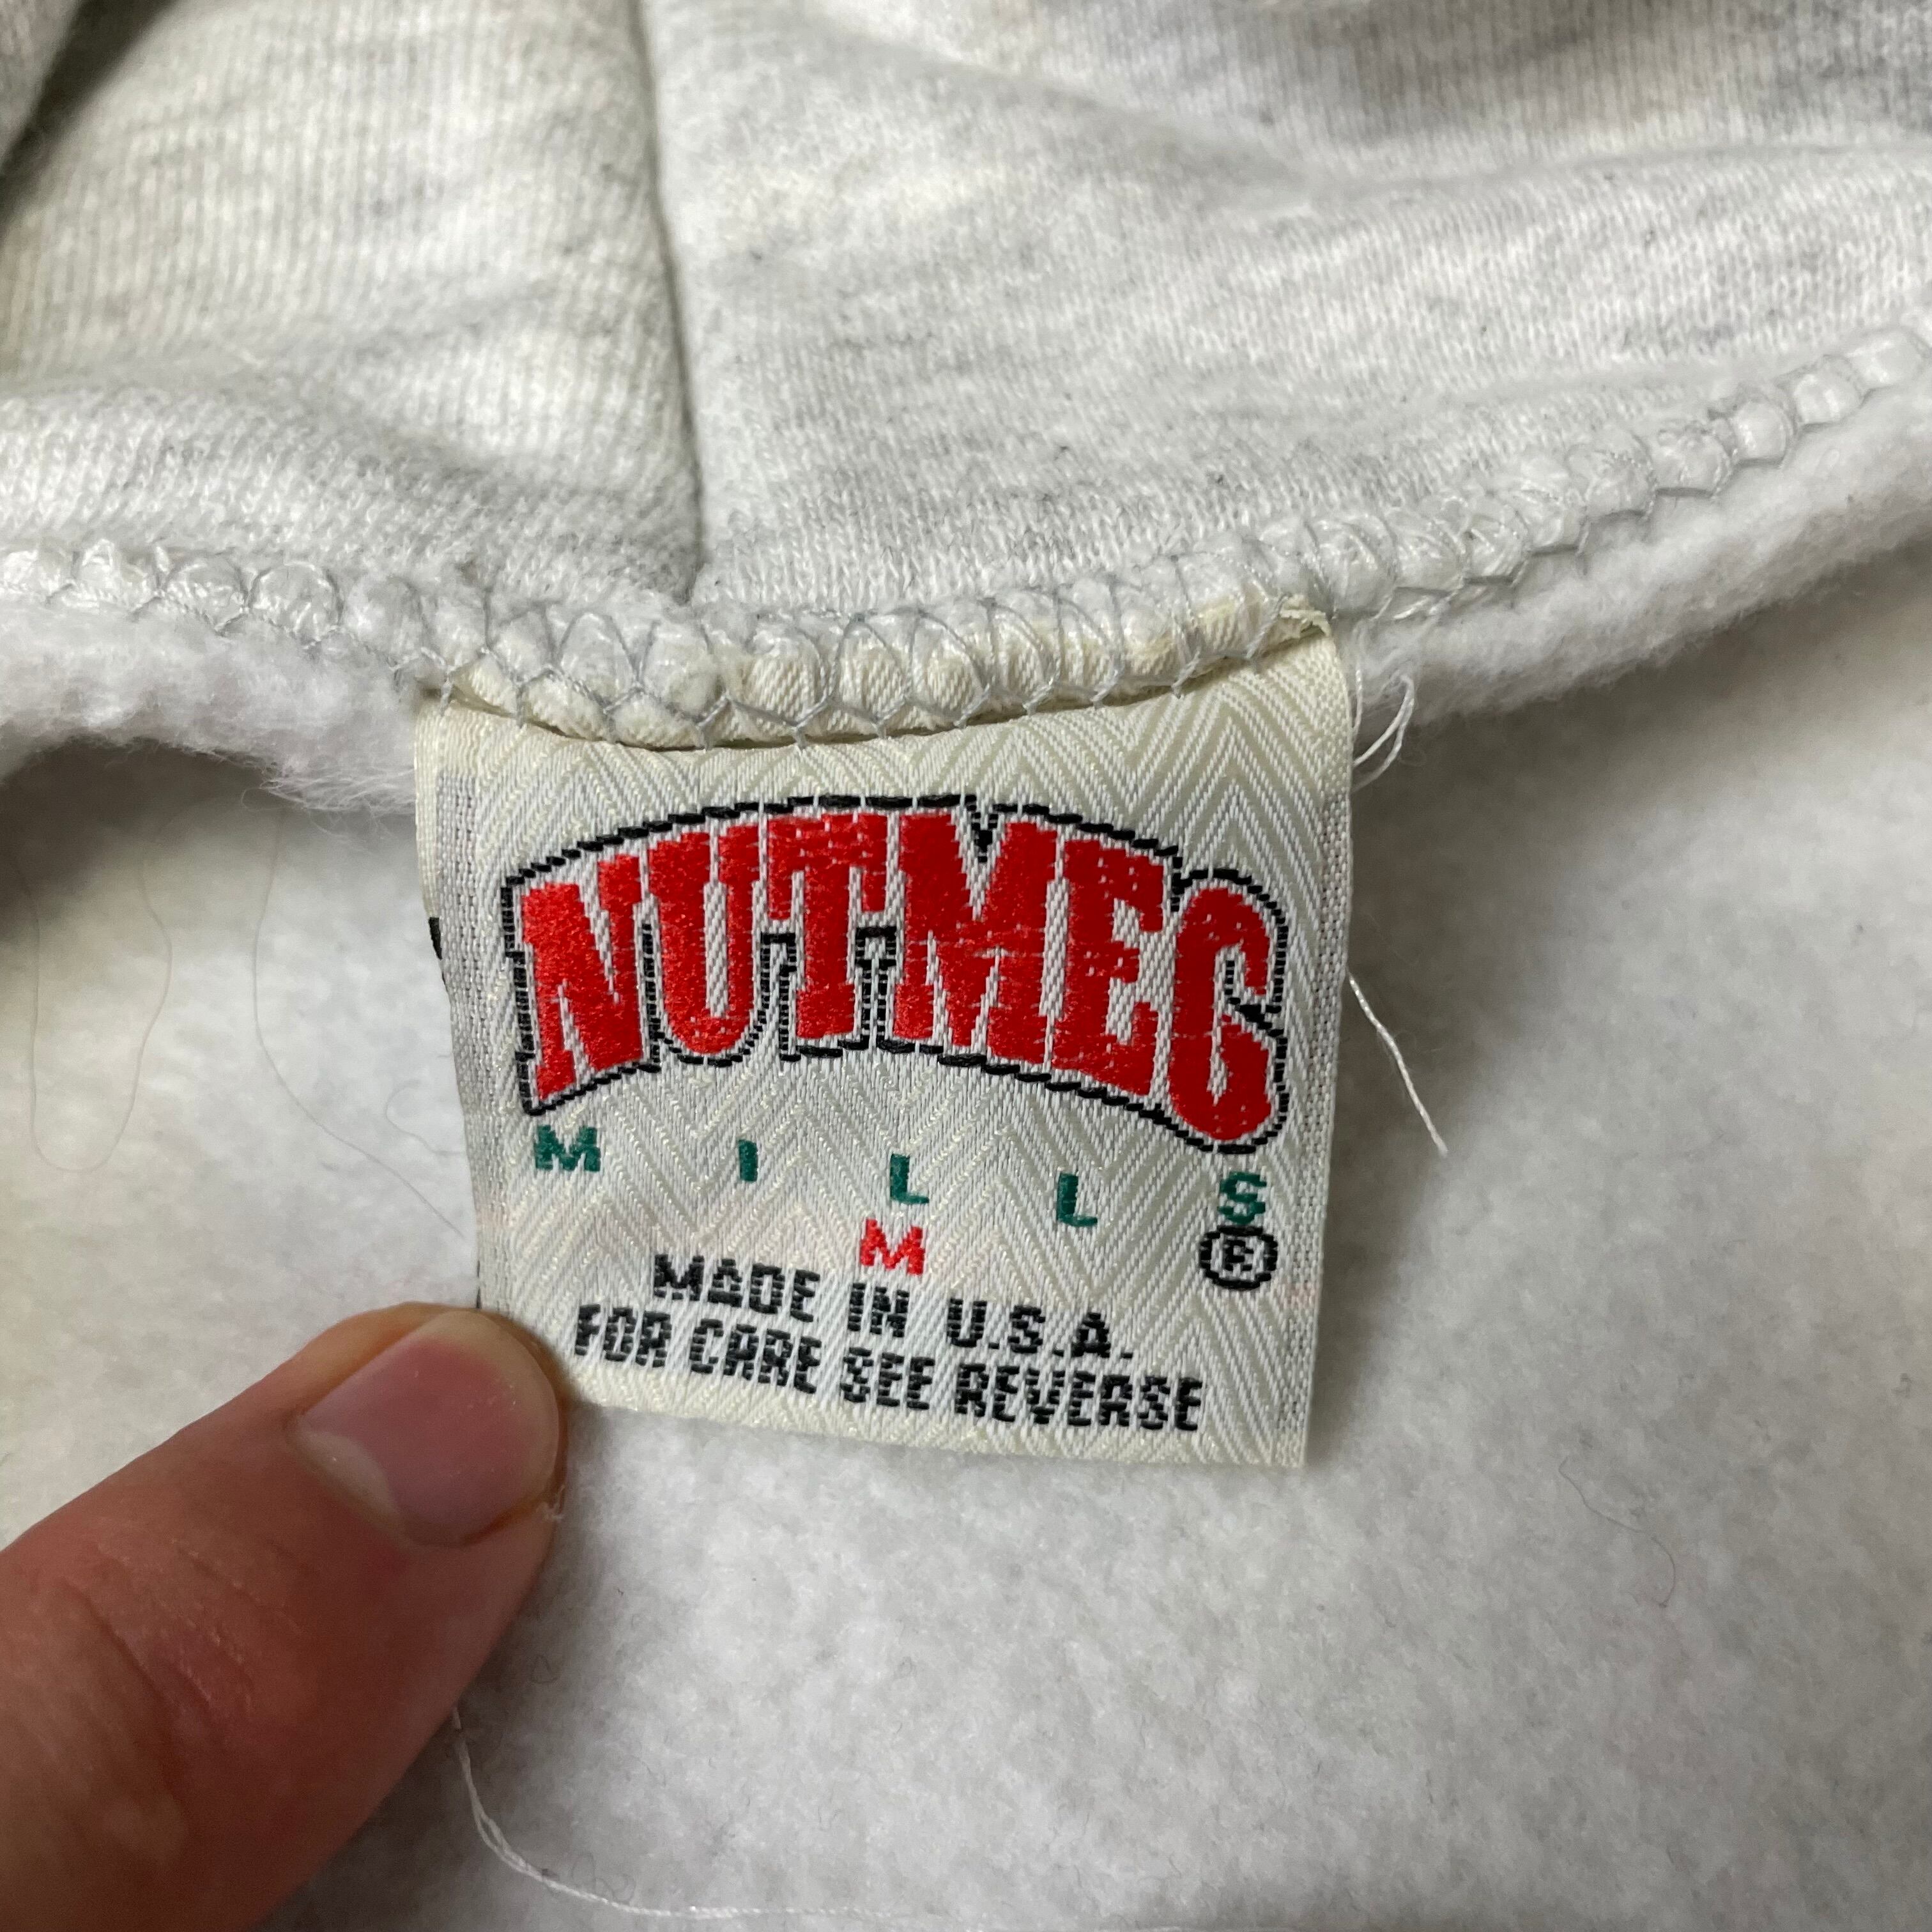 NUTMEG
MILLS
®
M
MADE IN U.S.A.
FOR CARE SEE REVERSE